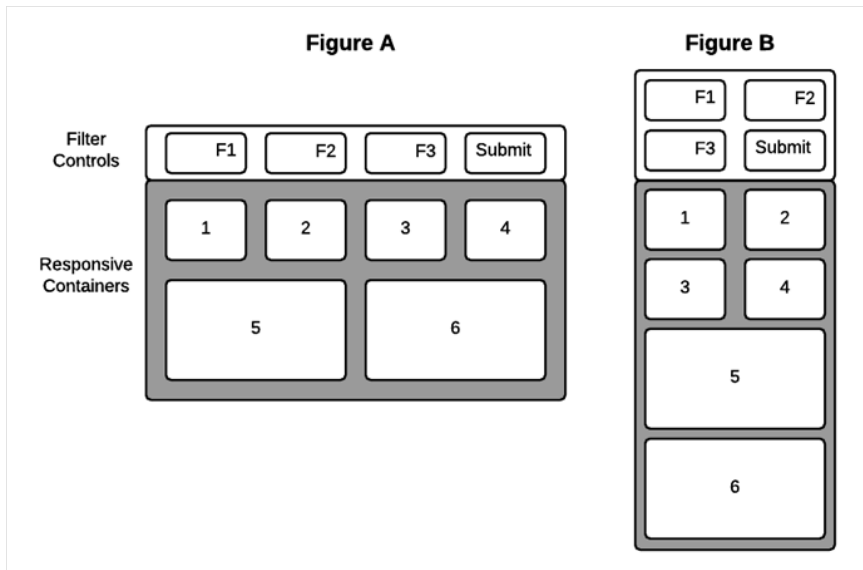 Figure A
Filter
Controls
F1 F2 F3 Submit
Responsive
Containers
1 2 3 4
5 6
Figure B
F1 F2
F3 Submit
1 2
3 4
5
6